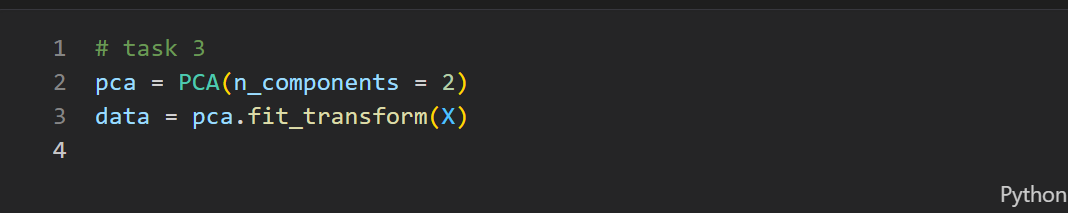 1 # task 3
2 pca = PCA(n_components = 2)
3 data = pca.fit_transform(X)
4
Python